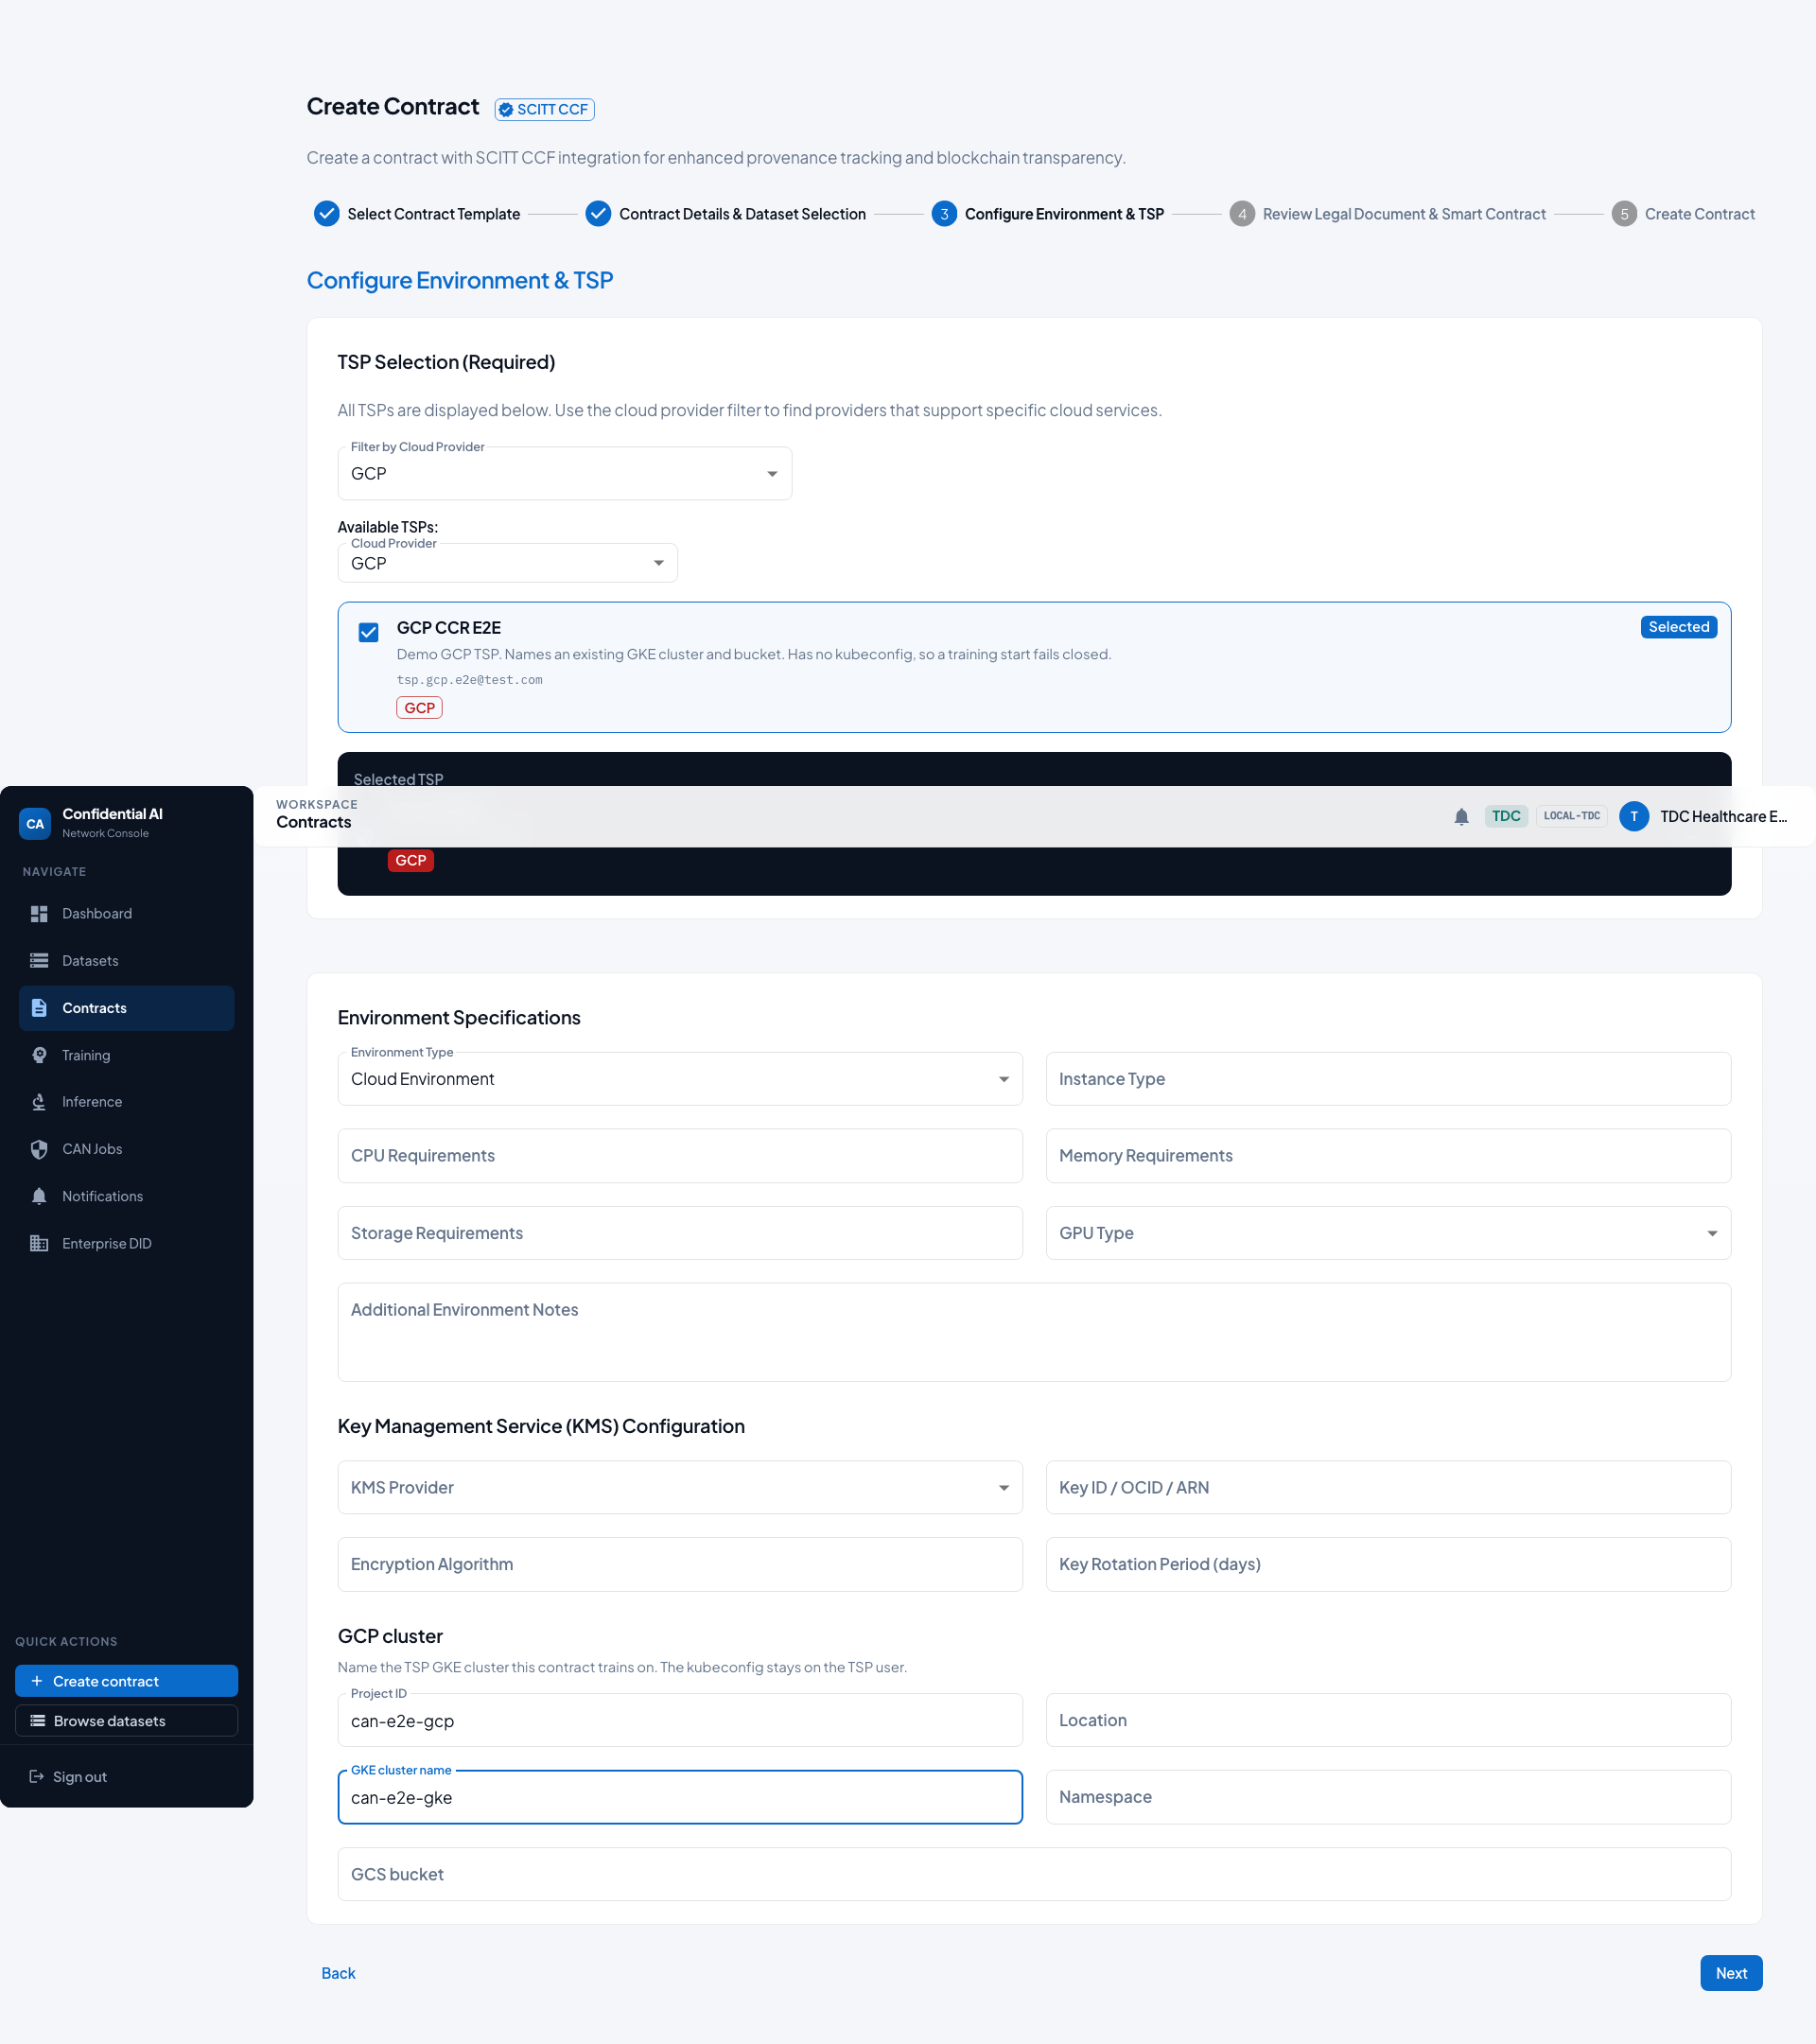 Create Contract
SCITT CCF
Create a contract with SCITT CCF integration for enhanced provenance tracking and blockchain transparency.
Select Contract Template
Contract Details & Dataset Selection
3 Configure Environment & TSP
4 Review Legal Document & Smart Contract
5 Create Contract
Configure Environment & TSP
TSP Selection (Required)
All TSPs are displayed below. Use the cloud provider filter to find providers that support specific cloud services.
Filter by Cloud Provider
GCP
Available TSPs:
Cloud Provider
GCP
GCP CCR E2E
Selected
Demo GCP TSP. Names an existing GKE cluster and bucket. Has no kubeconfig, so a training start fails closed.
tsp.gcp.e2e@test.com
GCP
Selected TSP
WORKSPACE
Contracts
TDC
LOCAL-TDC
T
TDC Healthcare E...
GCP
CA
Confidential AI
Network Console
NAVIGATE
Dashboard
Datasets
Contracts
Training
Inference
CAN Jobs
Notifications
Enterprise DID
QUICK ACTIONS
+ Create contract
Browse datasets
Sign out
Environment Specifications
Environment Type
Cloud Environment
Instance Type
CPU Requirements
Memory Requirements
Storage Requirements
GPU Type
Additional Environment Notes
Key Management Service (KMS) Configuration
KMS Provider
Key ID / OCID / ARN
Encryption Algorithm
Key Rotation Period (days)
GCP cluster
Name the TSP GKE cluster this contract trains on. The kubeconfig stays on the TSP user.
Project ID
can-e2e-gcp
Location
GKE cluster name
can-e2e-gke
Namespace
GCS bucket
Back
Next